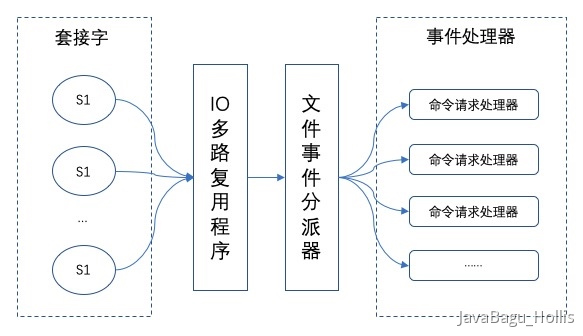 套接字
S1
S1
...
S1
IO多路复用程序
文件事件分派器
事件处理器
命令请求处理器
命令请求处理器
命令请求处理器
......
JavaBagu_Hollis